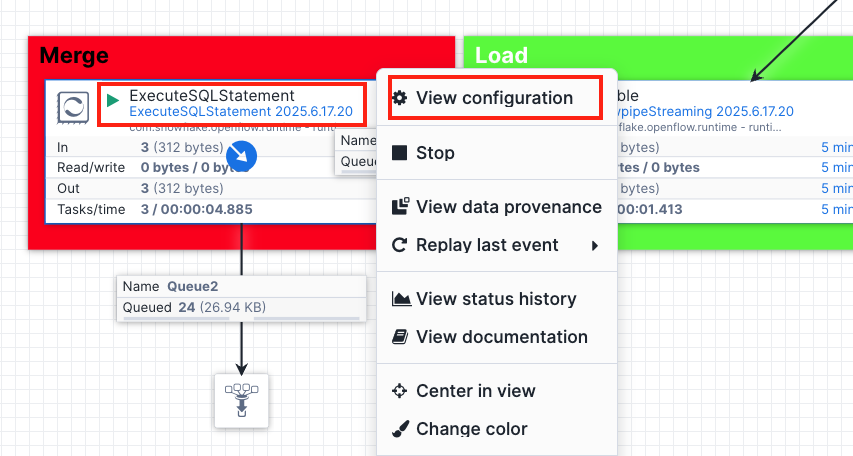 Merge
ExecuteSQLStatement
ExecuteSQLStatement 2025.6.17.20
com.snowflake.openflow.runtime - runt
In 3 (312 bytes)
Read/write 0 bytes / 0
Out 3 (312 bytes)
Tasks/time 3 / 00:00:04.885
Name
Queu
Name Queue2
Queued 24 (26.94 KB)
View configuration
Stop
View data provenance
Replay last event
View status history
View documentation
Center in view
Change color
Load
ble
pipeStreaming 2025.6.17.20
flake.openflow.runtime - runti...
bytes) 5 min
bytes / 0 bytes 5 min
bytes) 5 min
00:01.413 5 min